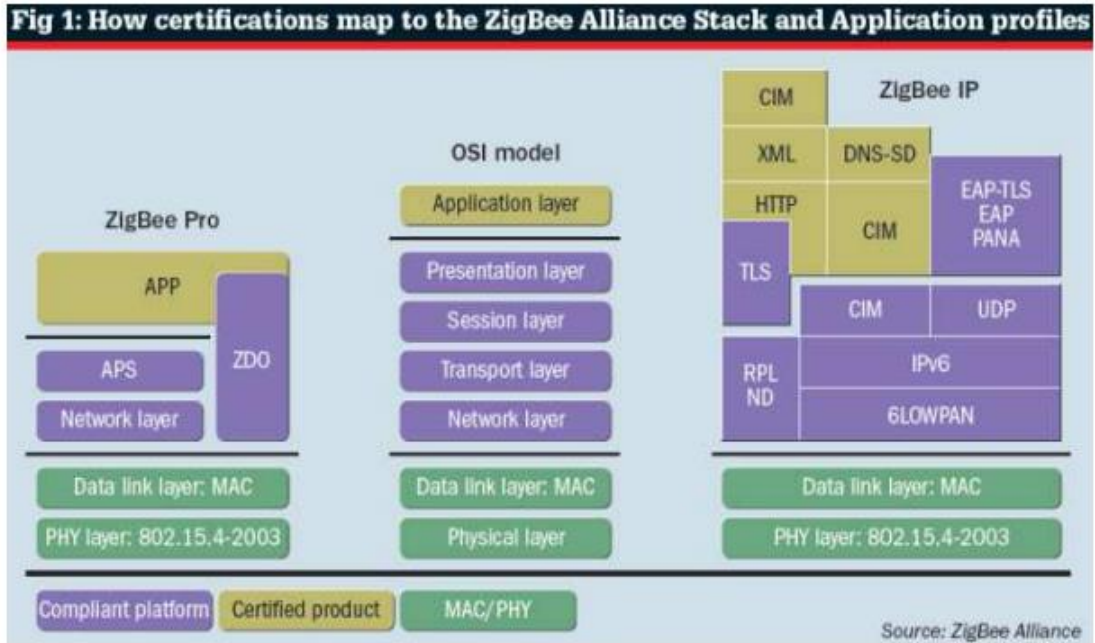 Fig 1: How certifications map to the ZigBee Alliance Stack and Application profiles
ZigBee Pro
APP
ZDO
APS
Network layer
Data link layer: MAC
PHY layer: 802.15.4-2003
OSI model
Application layer
Presentation layer
Session layer
Transport layer
Network layer
Data link layer: MAC
Physical layer
ZigBee IP
CIM
XML
DNS-SD
HTTP
CIM
EAP-TLS
EAP
PANA
TLS
CIM
UDP
RPL
ND
IPv6
6LOWPAN
Data link layer: MAC
PHY layer: 802.15.4-2003
Compliant platform
Certified product
MAC/PHY
Source: ZigBee Alliance